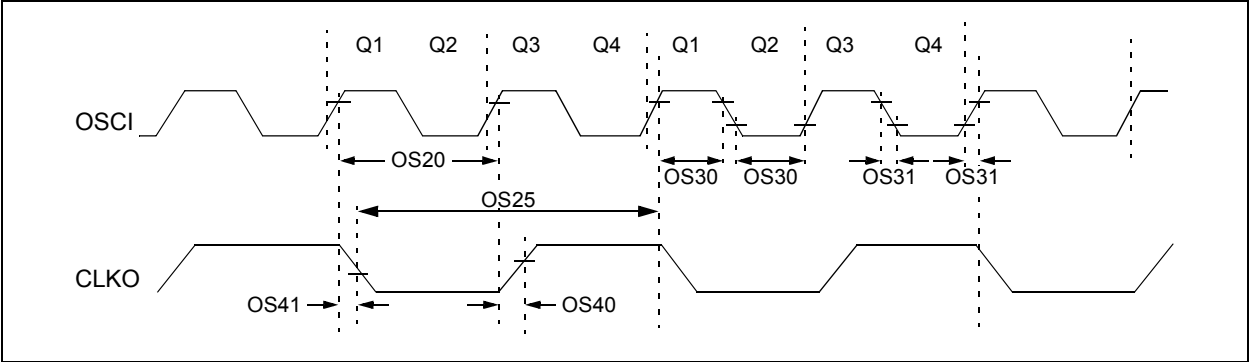 Q1 Q2 Q3 Q4 Q1 Q2 Q3 Q4
OSCI
OS20
OS30 OS30 OS31 OS31
OS25
CLKO
OS41 OS40